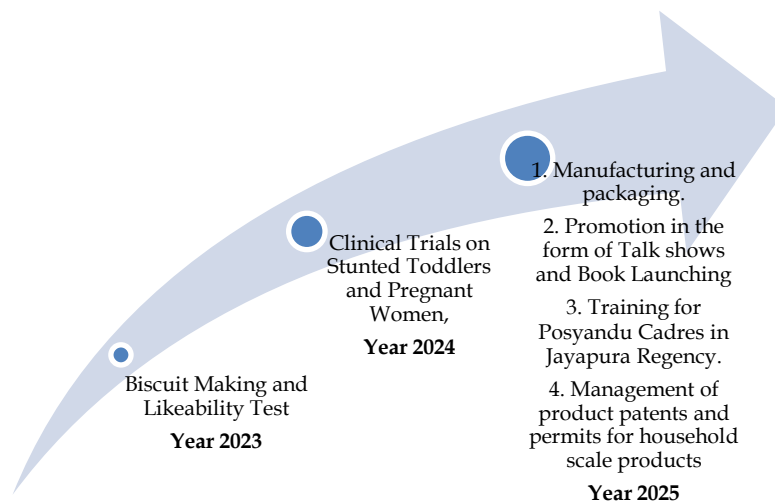 Biscuit Making and
Likeability Test
Year 2023
Clinical Trials on
Stunted Toddlers
and Pregnant
Women,
Year 2024
1. Manufacturing and
packaging.
2. Promotion in the
form of Talk shows
and Book Launching
3. Training for
Posyandu Cadres in
Jayapura Regency.
4. Management of
product patents and
permits for household
scale products
Year 2025